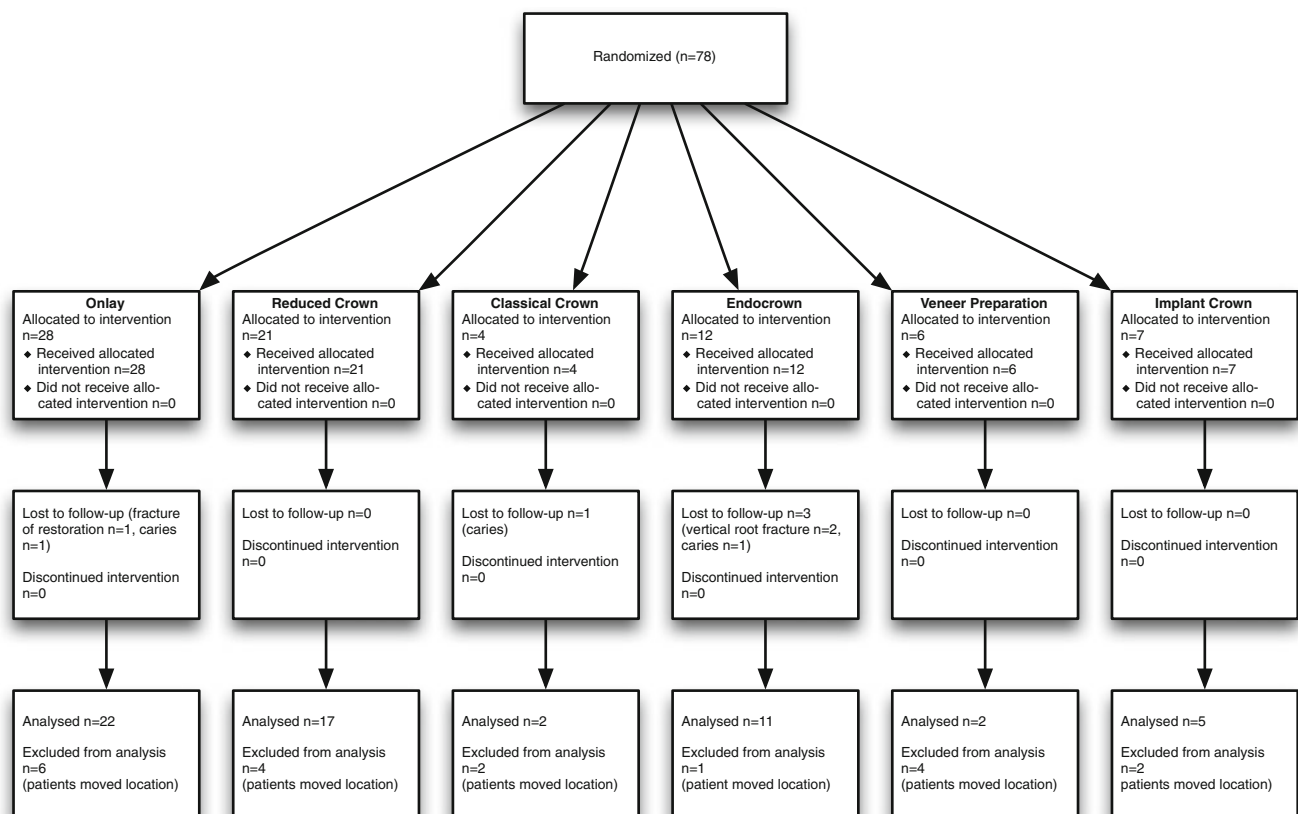 Randomized (n=78)
Onlay
Allocated to intervention
n=28
◆ Received allocated
intervention n=28
◆ Did not receive allo-
cated intervention n=0
Reduced Crown
Allocated to intervention
n=21
◆ Received allocated
intervention n=21
◆ Did not receive allo-
cated intervention n=0
Classical Crown
Allocated to intervention
n=4
◆ Received allocated
intervention n=4
◆ Did not receive allo-
cated intervention n=0
Endocrown
Allocated to intervention
n=12
◆ Received allocated
intervention n=12
◆ Did not receive allo-
cated intervention n=0
Veneer Preparation
Allocated to intervention
n=6
◆ Received allocated
intervention n=6
◆ Did not receive allo-
cated intervention n=0
Implant Crown
Allocated to intervention
n=7
◆ Received allocated
intervention n=7
◆ Did not receive allo-
cated intervention n=0
Lost to follow-up (fracture
of restoration n=1, caries
n=1)
Discontinued intervention
n=0
Lost to follow-up n=0
Discontinued intervention
n=0
Lost to follow-up n=1
(caries)
Discontinued intervention
n=0
Lost to follow-up n=3
(vertical root fracture n=2,
caries n=1)
Discontinued intervention
n=0
Lost to follow-up n=0
Discontinued intervention
n=0
Lost to follow-up n=0
Discontinued intervention
n=0
Analysed n=22
Excluded from analysis
n=6
(patients moved location)
Analysed n=17
Excluded from analysis
n=4
(patients moved location)
Analysed n=2
Excluded from analysis
n=2
(patients moved location)
Analysed n=11
Excluded from analysis
n=1
(patient moved location)
Analysed n=2
Excluded from analysis
n=4
(patients moved location)
Analysed n=5
Excluded from analysis
n=2
patients moved location)